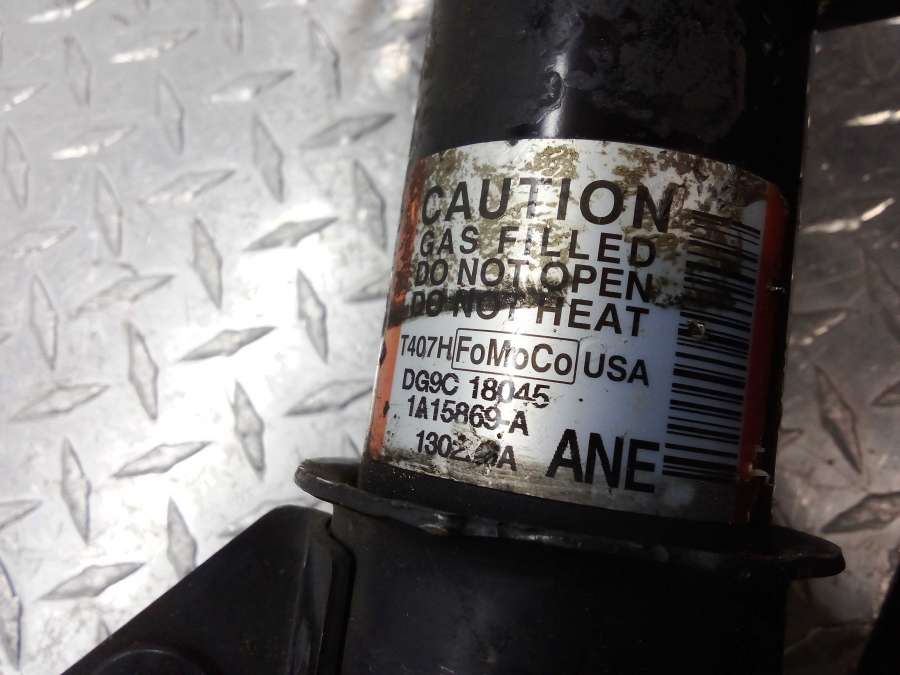 CAUTION
GAS FILLED
DO NOT OPEN
DO NOT HEAT
T407H FoMoCo USA
DG9C 18045
1A15869-A
ANE